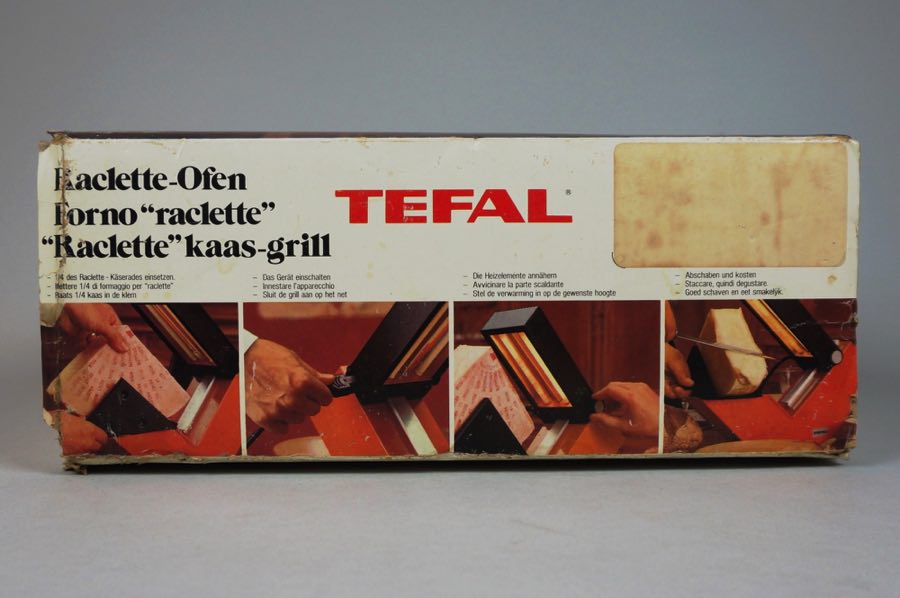 Raclette-Ofen
Forno “raclette”
“Raclette” kaas-grill
TEFAL®
– 1/4 des Raclette - Käserades einsetzen.
– Mettere 1/4 di formaggio per “raclette”
– Plaats 1/4 kaas in de klem
– Das Gerät einschalten
– Innestare l'apparecchio
– Sluit de grill aan op het net
– Die Heizelemente annähern
– Avvicinare la parte scaldante
– Stel de verwarming in op de gewenste hoogte
– Abschaben und kosten
– Staccare, quindi degustare.
– Goed schaven en eet smakelijk.